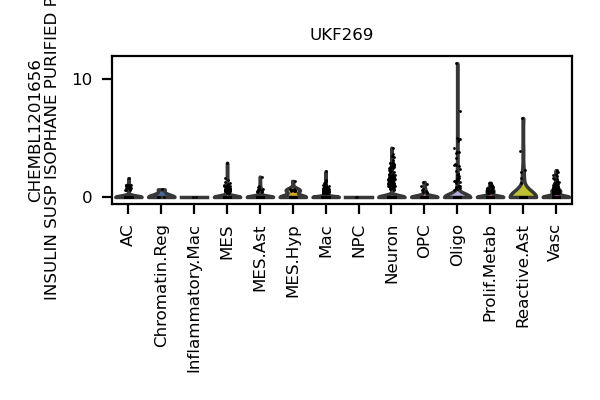 UKF269
CHEMBL1201656
INSULIN SUSP ISOPHANE PURIFIED
10
0
AC
Chromatin.Reg
Inflammatory.Mac
MES
MES.Ast
MES.Hyp
Mac
NPC
Neuron
OPC
Oligo
Prolif.Metab
Reactive.Ast
Vasc